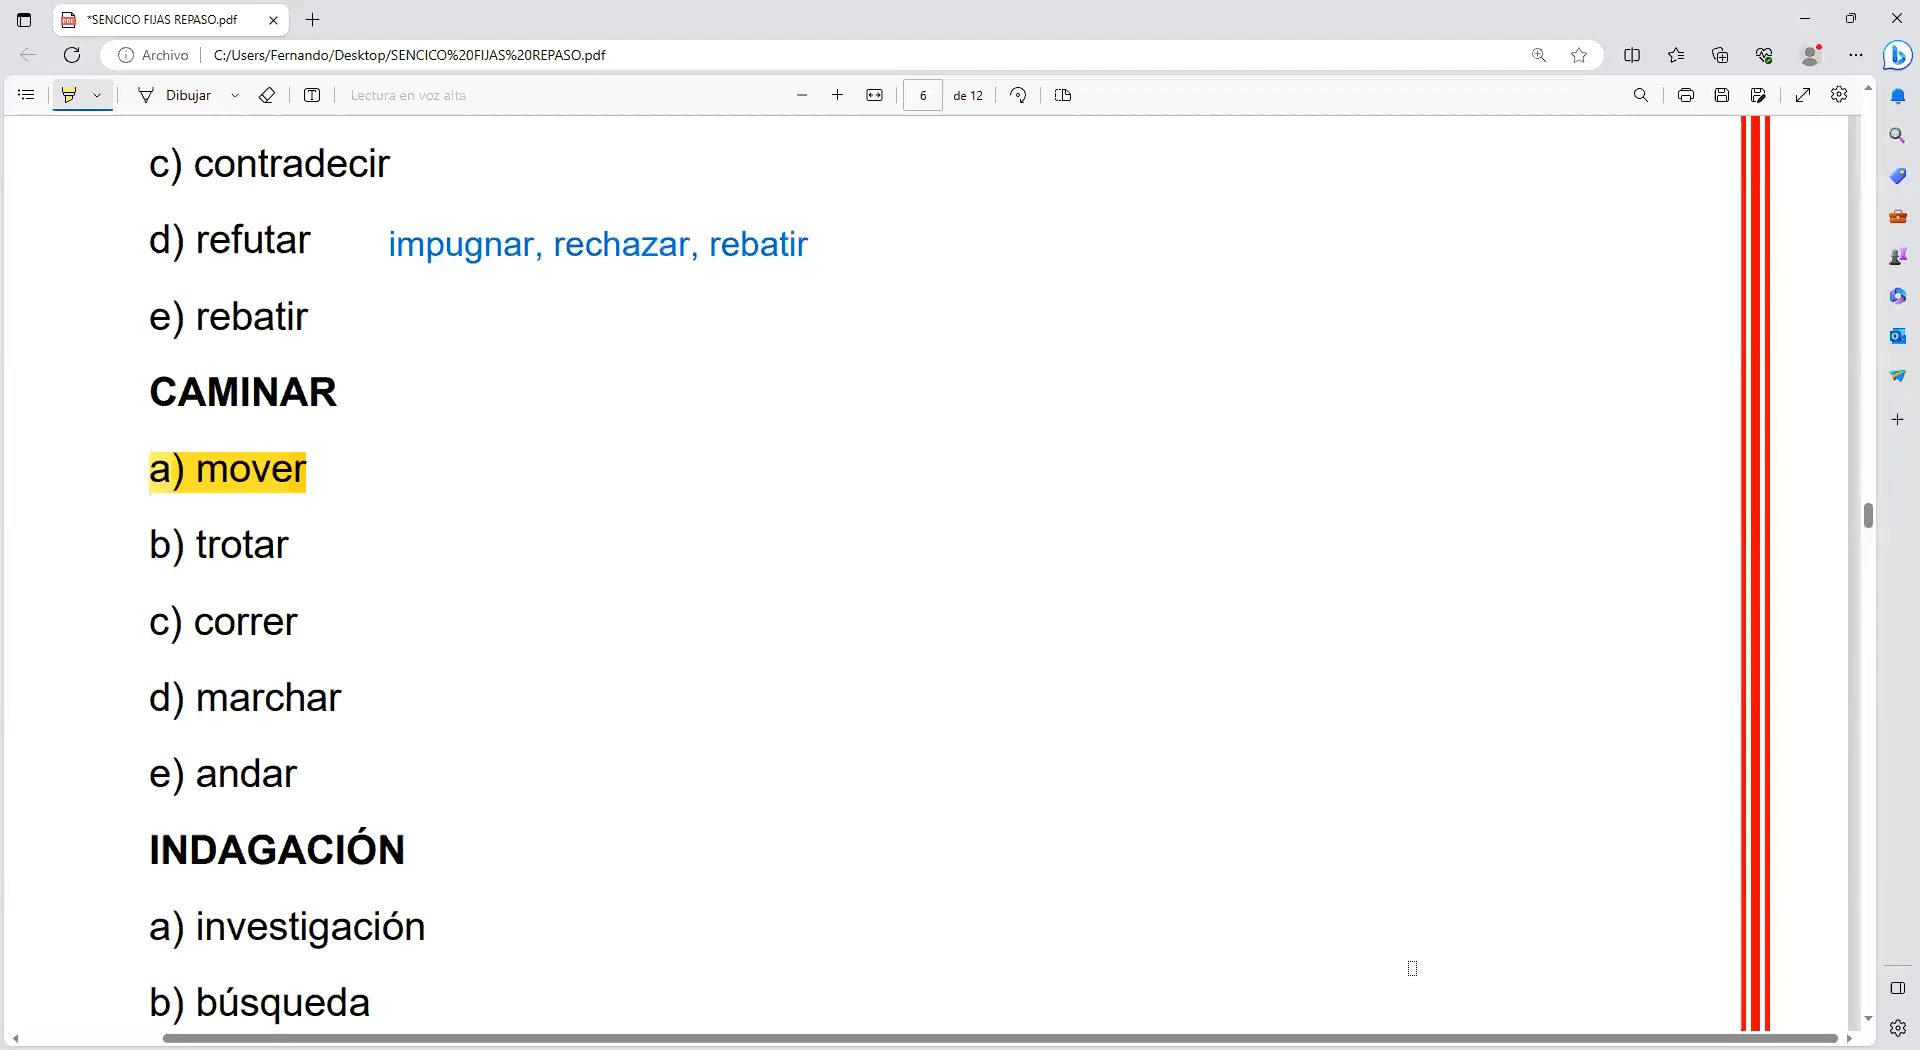 *SENCICO FIJAS REPASO.pdf
Archivo C:/Users/Fernando/Desktop/SENCICO%20FIJAS%20REPASO.pdf
Dibujar Lectura en voz alta 6 de 12
c) contradecir
d) refutar impugnar, rechazar, rebatir
e) rebatir
CAMINAR
a) mover
b) trotar
c) correr
d) marchar
e) andar
INDAGACIÓN
a) investigación
b) búsqueda